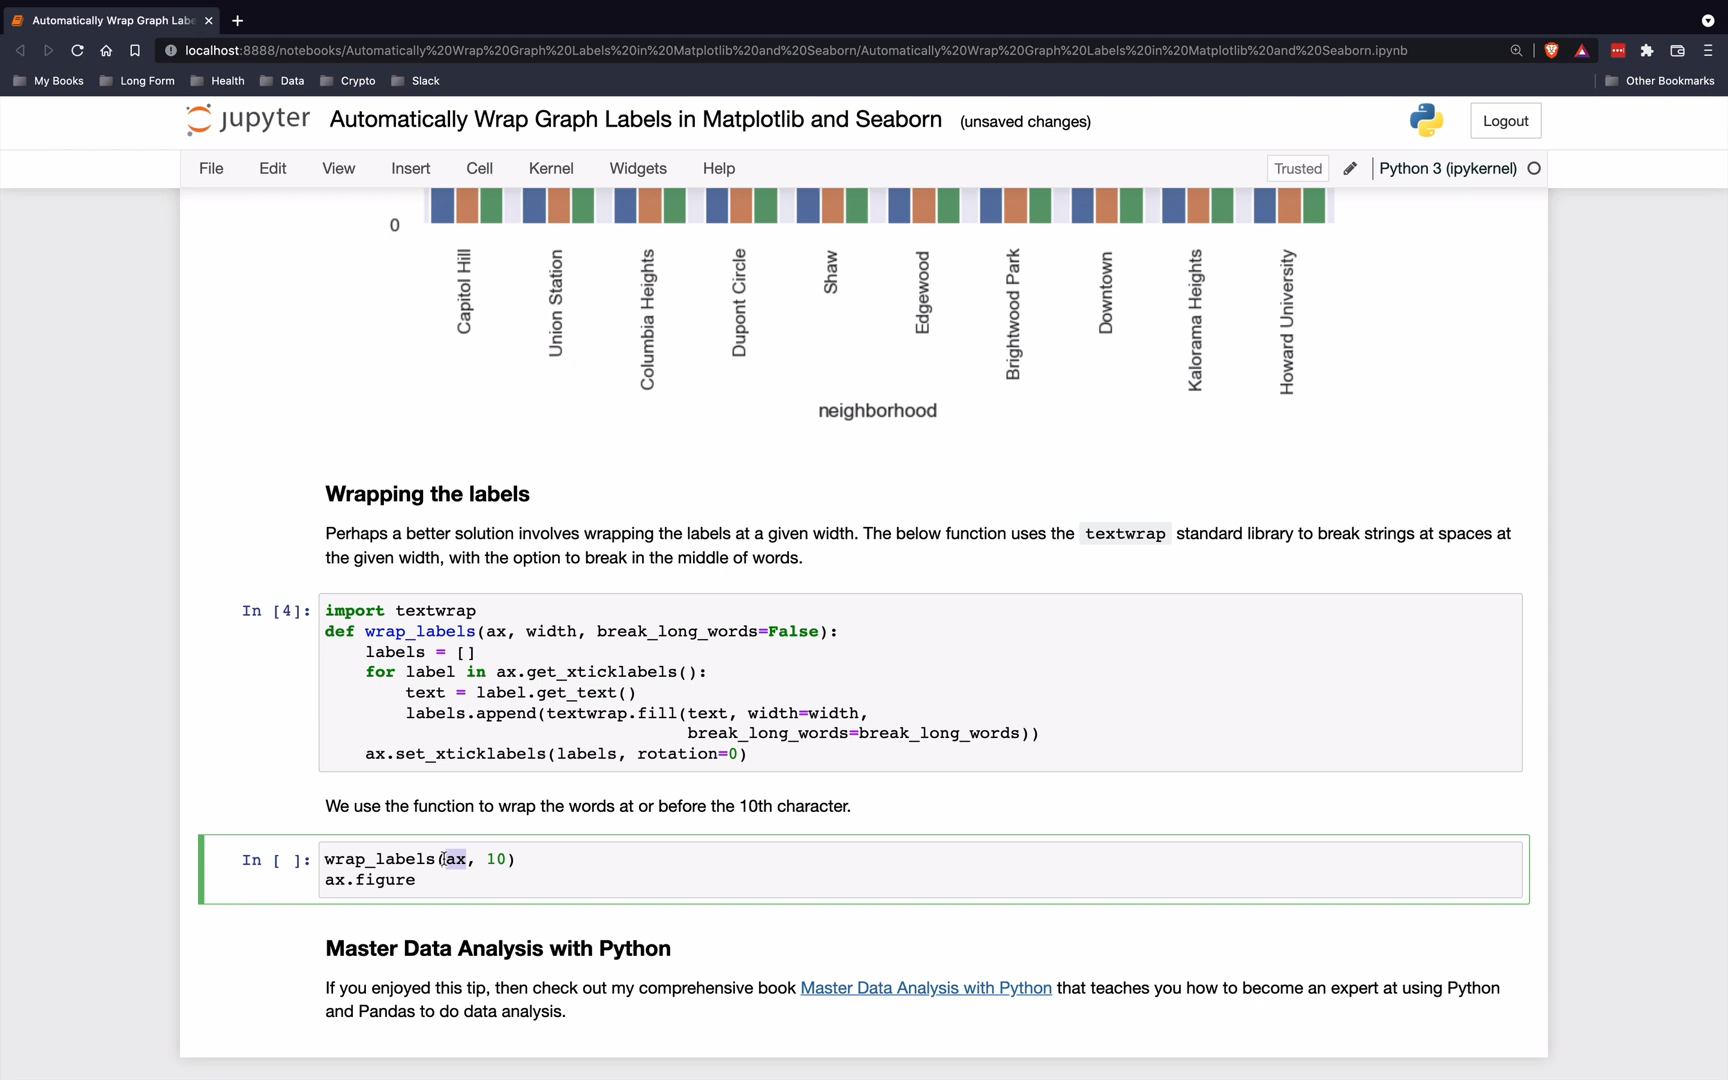 Automatically Wrap Graph Labe
localhost:8888/notebooks/Automatically%20Wrap%20Graph%20Labels%20in%20Matplotlib%20and%20Seaborn/Automatically%20Wrap%20Graph%20Labels%20in%20Matplotlib%20and%20Seaborn.ipynb
My Books Long Form Health Data Crypto Slack Other Bookmarks
jupyter Automatically Wrap Graph Labels in Matplotlib and Seaborn (unsaved changes) Logout
File Edit View Insert Cell Kernel Widgets Help Trusted Python 3 (ipykernel)
0
Capitol Hill
Union Station
Columbia Heights
Dupont Circle
Shaw
Edgewood
Brightwood Park
Downtown
Kalorama Heights
Howard University
neighborhood
Wrapping the labels
Perhaps a better solution involves wrapping the labels at a given width. The below function uses the textwrap standard library to break strings at spaces at
the given width, with the option to break in the middle of words.
In [4]: import textwrap
def wrap_labels(ax, width, break_long_words=False):
labels = []
for label in ax.get_xticklabels():
text = label.get_text()
labels.append(textwrap.fill(text, width=width,
break_long_words=break_long_words))
ax.set_xticklabels(labels, rotation=0)
We use the function to wrap the words at or before the 10th character.
In [ ]: wrap_labels(ax, 10)
ax.figure
Master Data Analysis with Python
If you enjoyed this tip, then check out my comprehensive book Master Data Analysis with Python that teaches you how to become an expert at using Python
and Pandas to do data analysis.